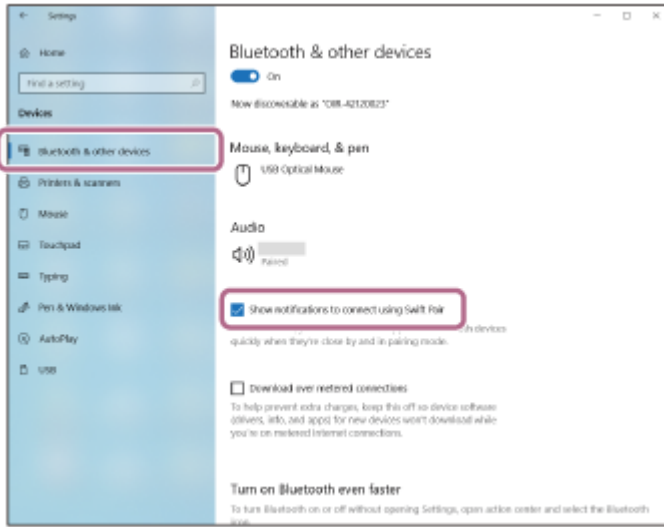 Settings
Home
Find a setting
Devices
Bluetooth & other devices
Printers & scanners
Mouse
Touchpad
Typing
Pen & Windows Ink
AutoPlay
USB
Bluetooth & other devices
On
Now discoverable as
Mouse, keyboard, & pen
USB Optical Mouse
Audio
Paired
Show notifications to connect using Swift Pair
devices
quickly when they're close by and in pairing mode.
Download over metered connections
To help prevent extra charges, keep this off so device software
(drivers, info, and apps) for new devices won't download while
you're on metered internet connections.
Turn on Bluetooth even faster
To turn Bluetooth on or off without opening Settings, open action center and select the Bluetooth
icon.